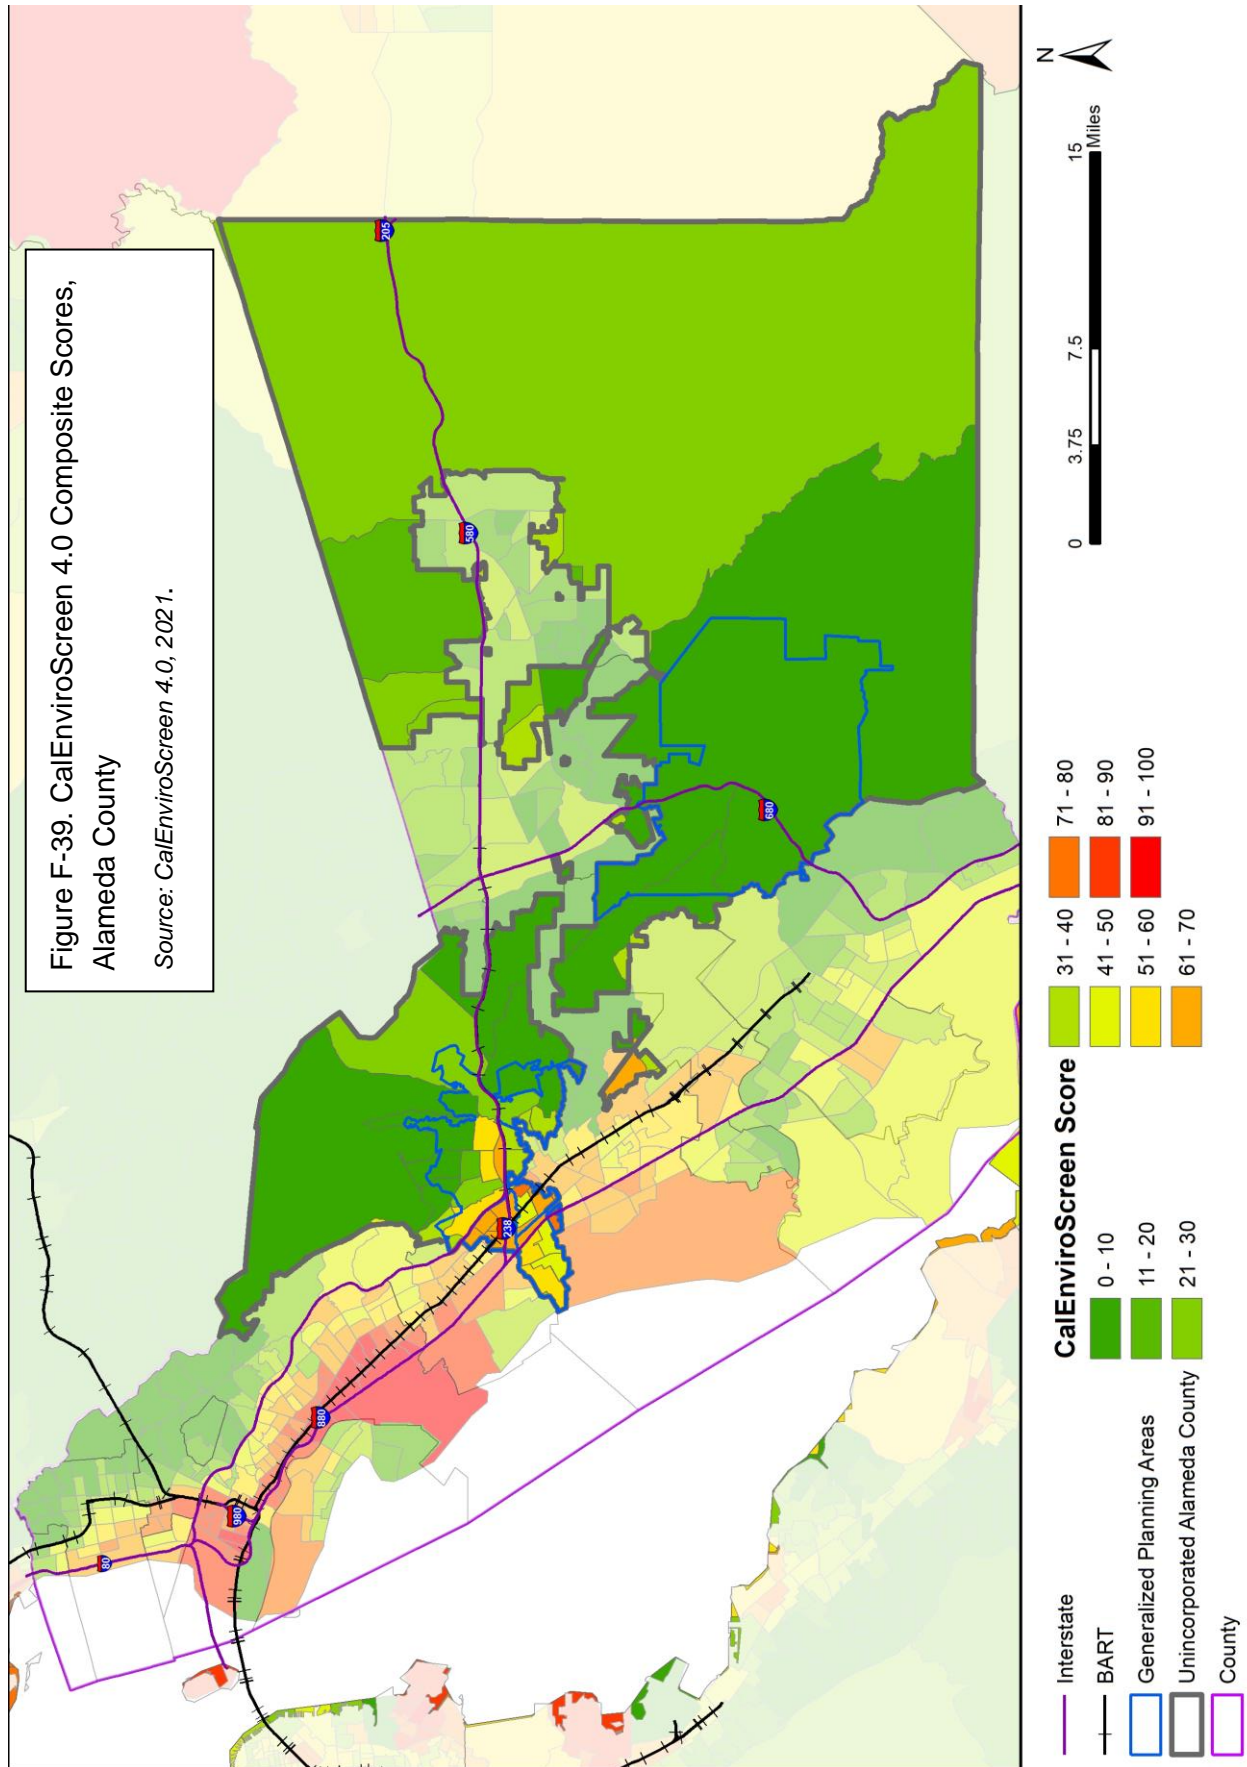 Figure F-39. CalEnviroScreen 4.0 Composite Scores,
Alameda County
Source: CalEnviroScreen 4.0, 2021.
80
980
880
238
580
205
680
N
0 3.75 7.5 15
Miles
Interstate
BART
Generalized Planning Areas
Unincorporated Alameda County
County
CalEnviroScreen Score
0 - 10
11 - 20
21 - 30
31 - 40
41 - 50
51 - 60
61 - 70
71 - 80
81 - 90
91 - 100